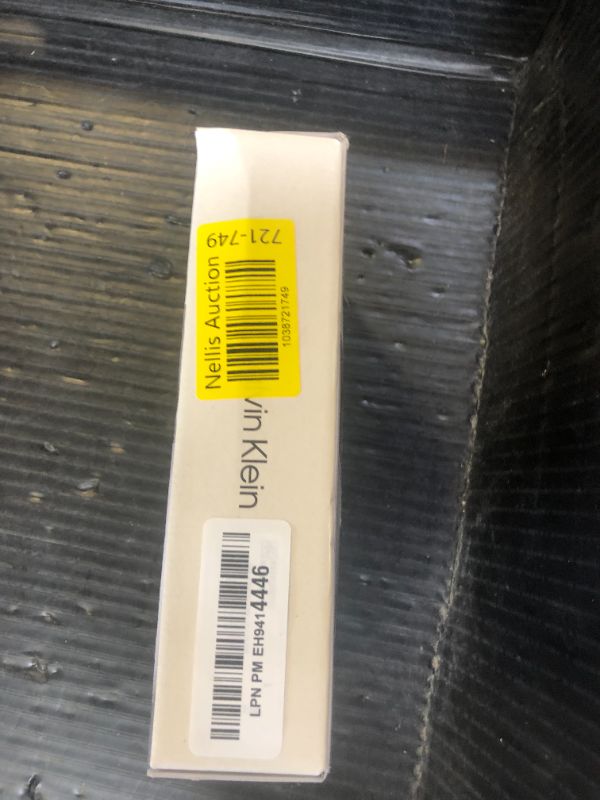 721-749
Nellis Auction
1038721749
vin Klein
LPN PM EH9414446